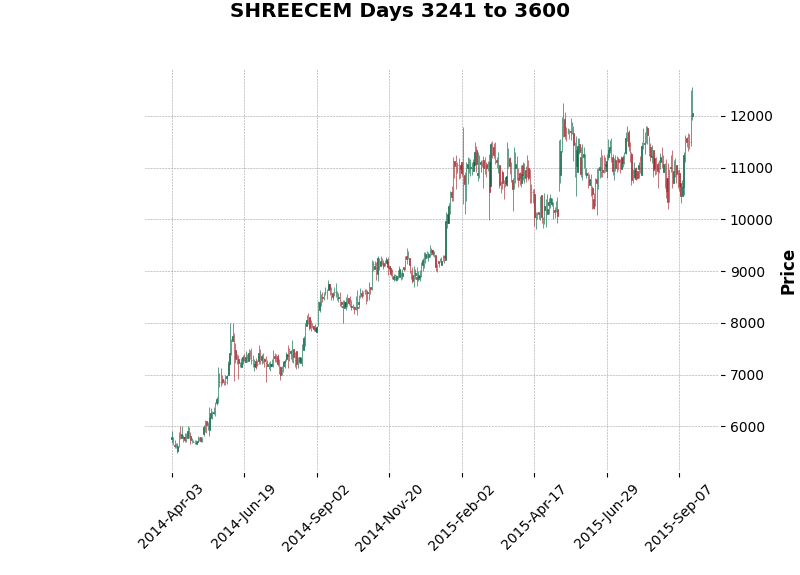 SHREECEM Days 3241 to 3600
12000
11000
10000
9000
8000
7000
6000
Price
2014-Apr-03
2014-Jun-19
2014-Sep-02
2014-Nov-20
2015-Feb-02
2015-Apr-17
2015-Jun-29
2015-Sep-07